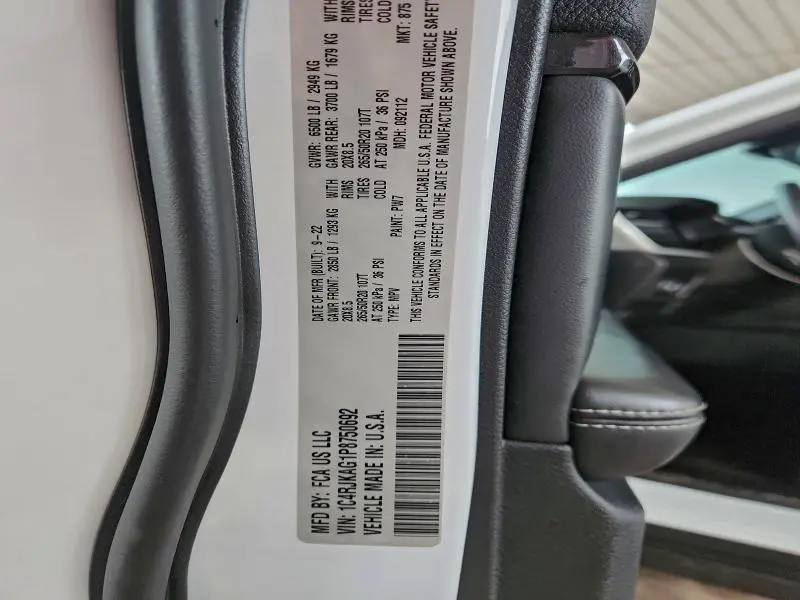 MFD BY: FCA US LLC
VIN: 1C4RJKAG1P8750692
VEHICLE MADE IN: U.S.A.
DATE OF MFR (BUILT): 9-22
GVWR: 6500 LB / 2949 KG
GAWR FRONT: 2850 LB / 1293 KG WITH
GAWR REAR: 3700 LB / 1679 KG WITH
20X8.5 RIMS
20X8.5 RIMS
265/50R20 107T TIRES
265/50R20 107T TIRES
AT 250 kPa / 36 PSI COLD
AT 250 kPa / 36 PSI COLD
TYPE: MPV
PAINT: PW7
MDH: 092112
MKT: 875
THIS VEHICLE CONFORMS TO ALL APPLICABLE U.S.A. FEDERAL MOTOR VEHICLE SAFETY
STANDARDS IN EFFECT ON THE DATE OF MANUFACTURE SHOWN ABOVE.